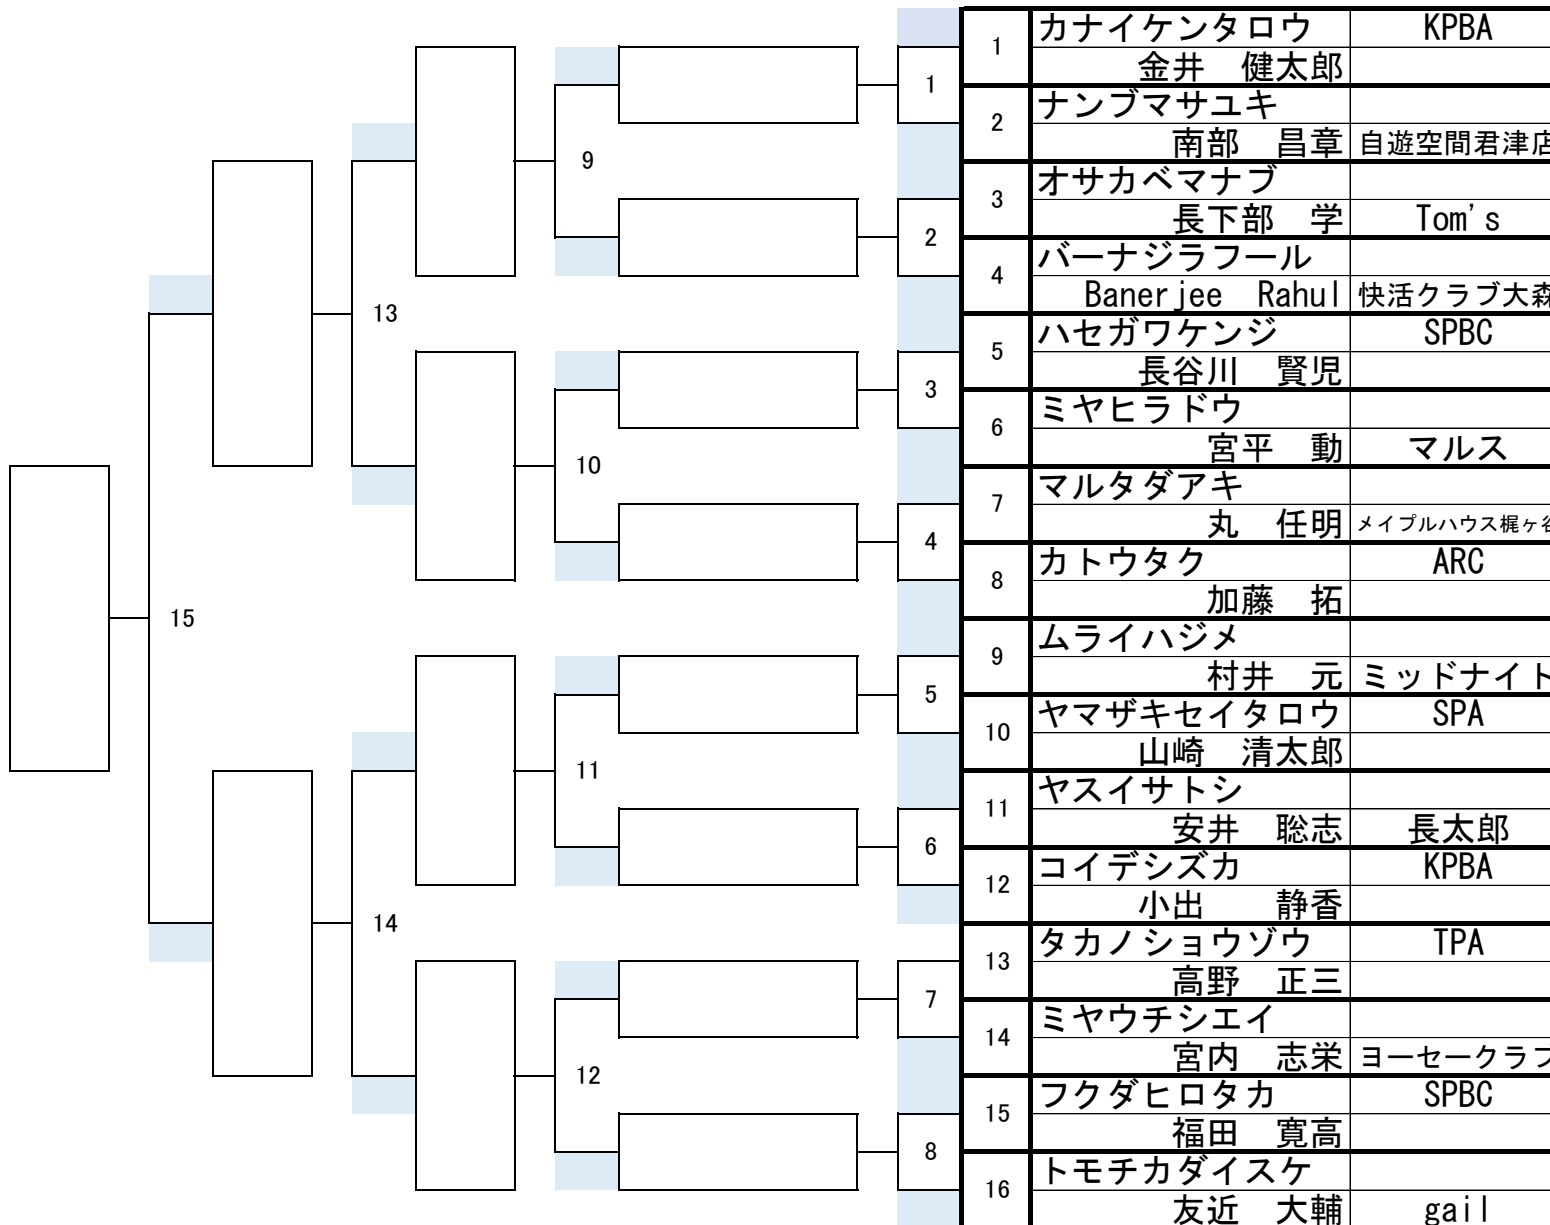 1 カナイケンタロウ KPBA
金井　健太郎
1
2 ナンブマサユキ
南部　昌章 自遊空間君津店
9
3 オサカベマナブ
長下部　学 Tom's
2
4 バーナジラフール
Banerjee　Rahul 快活クラブ大森
13
5 ハセガワケンジ SPBC
長谷川　賢児
3
6 ミヤヒラドウ
宮平　動 マルス
10
7 マルタダアキ
丸　任明 メイプルハウス梶ヶ谷
4
8 カトウタク ARC
加藤　拓
15
9 ムライハジメ
村井　元 ミッドナイト
5
10 ヤマザキセイタロウ SPA
山崎　清太郎
11
11 ヤスイサトシ
安井　聡志 長太郎
6
12 コイデシズカ KPBA
小出　静香
14
13 タカノショウゾウ TPA
高野　正三
7
14 ミヤウチシエイ
宮内　志栄 ヨーセークラブ
12
15 フクダヒロタカ SPBC
福田　寛高
8
16 トモチカダイスケ
友近　大輔 gail